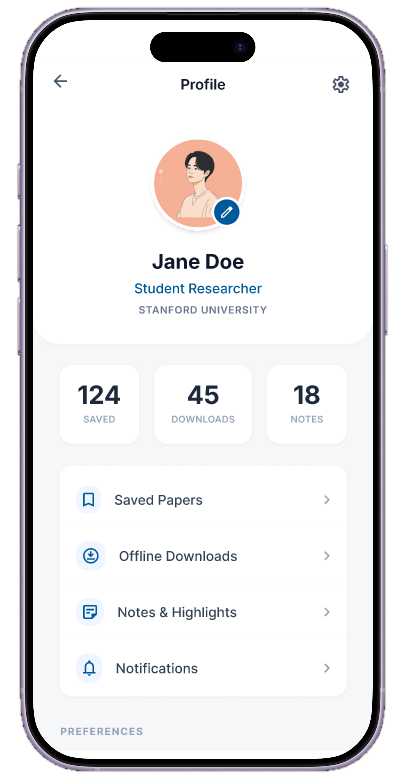 Profile
Jane Doe
Student Researcher
STANFORD UNIVERSITY
124 45 18
SAVED DOWNLOADS NOTES
Saved Papers
Offline Downloads
Notes & Highlights
Notifications
PREFERENCES